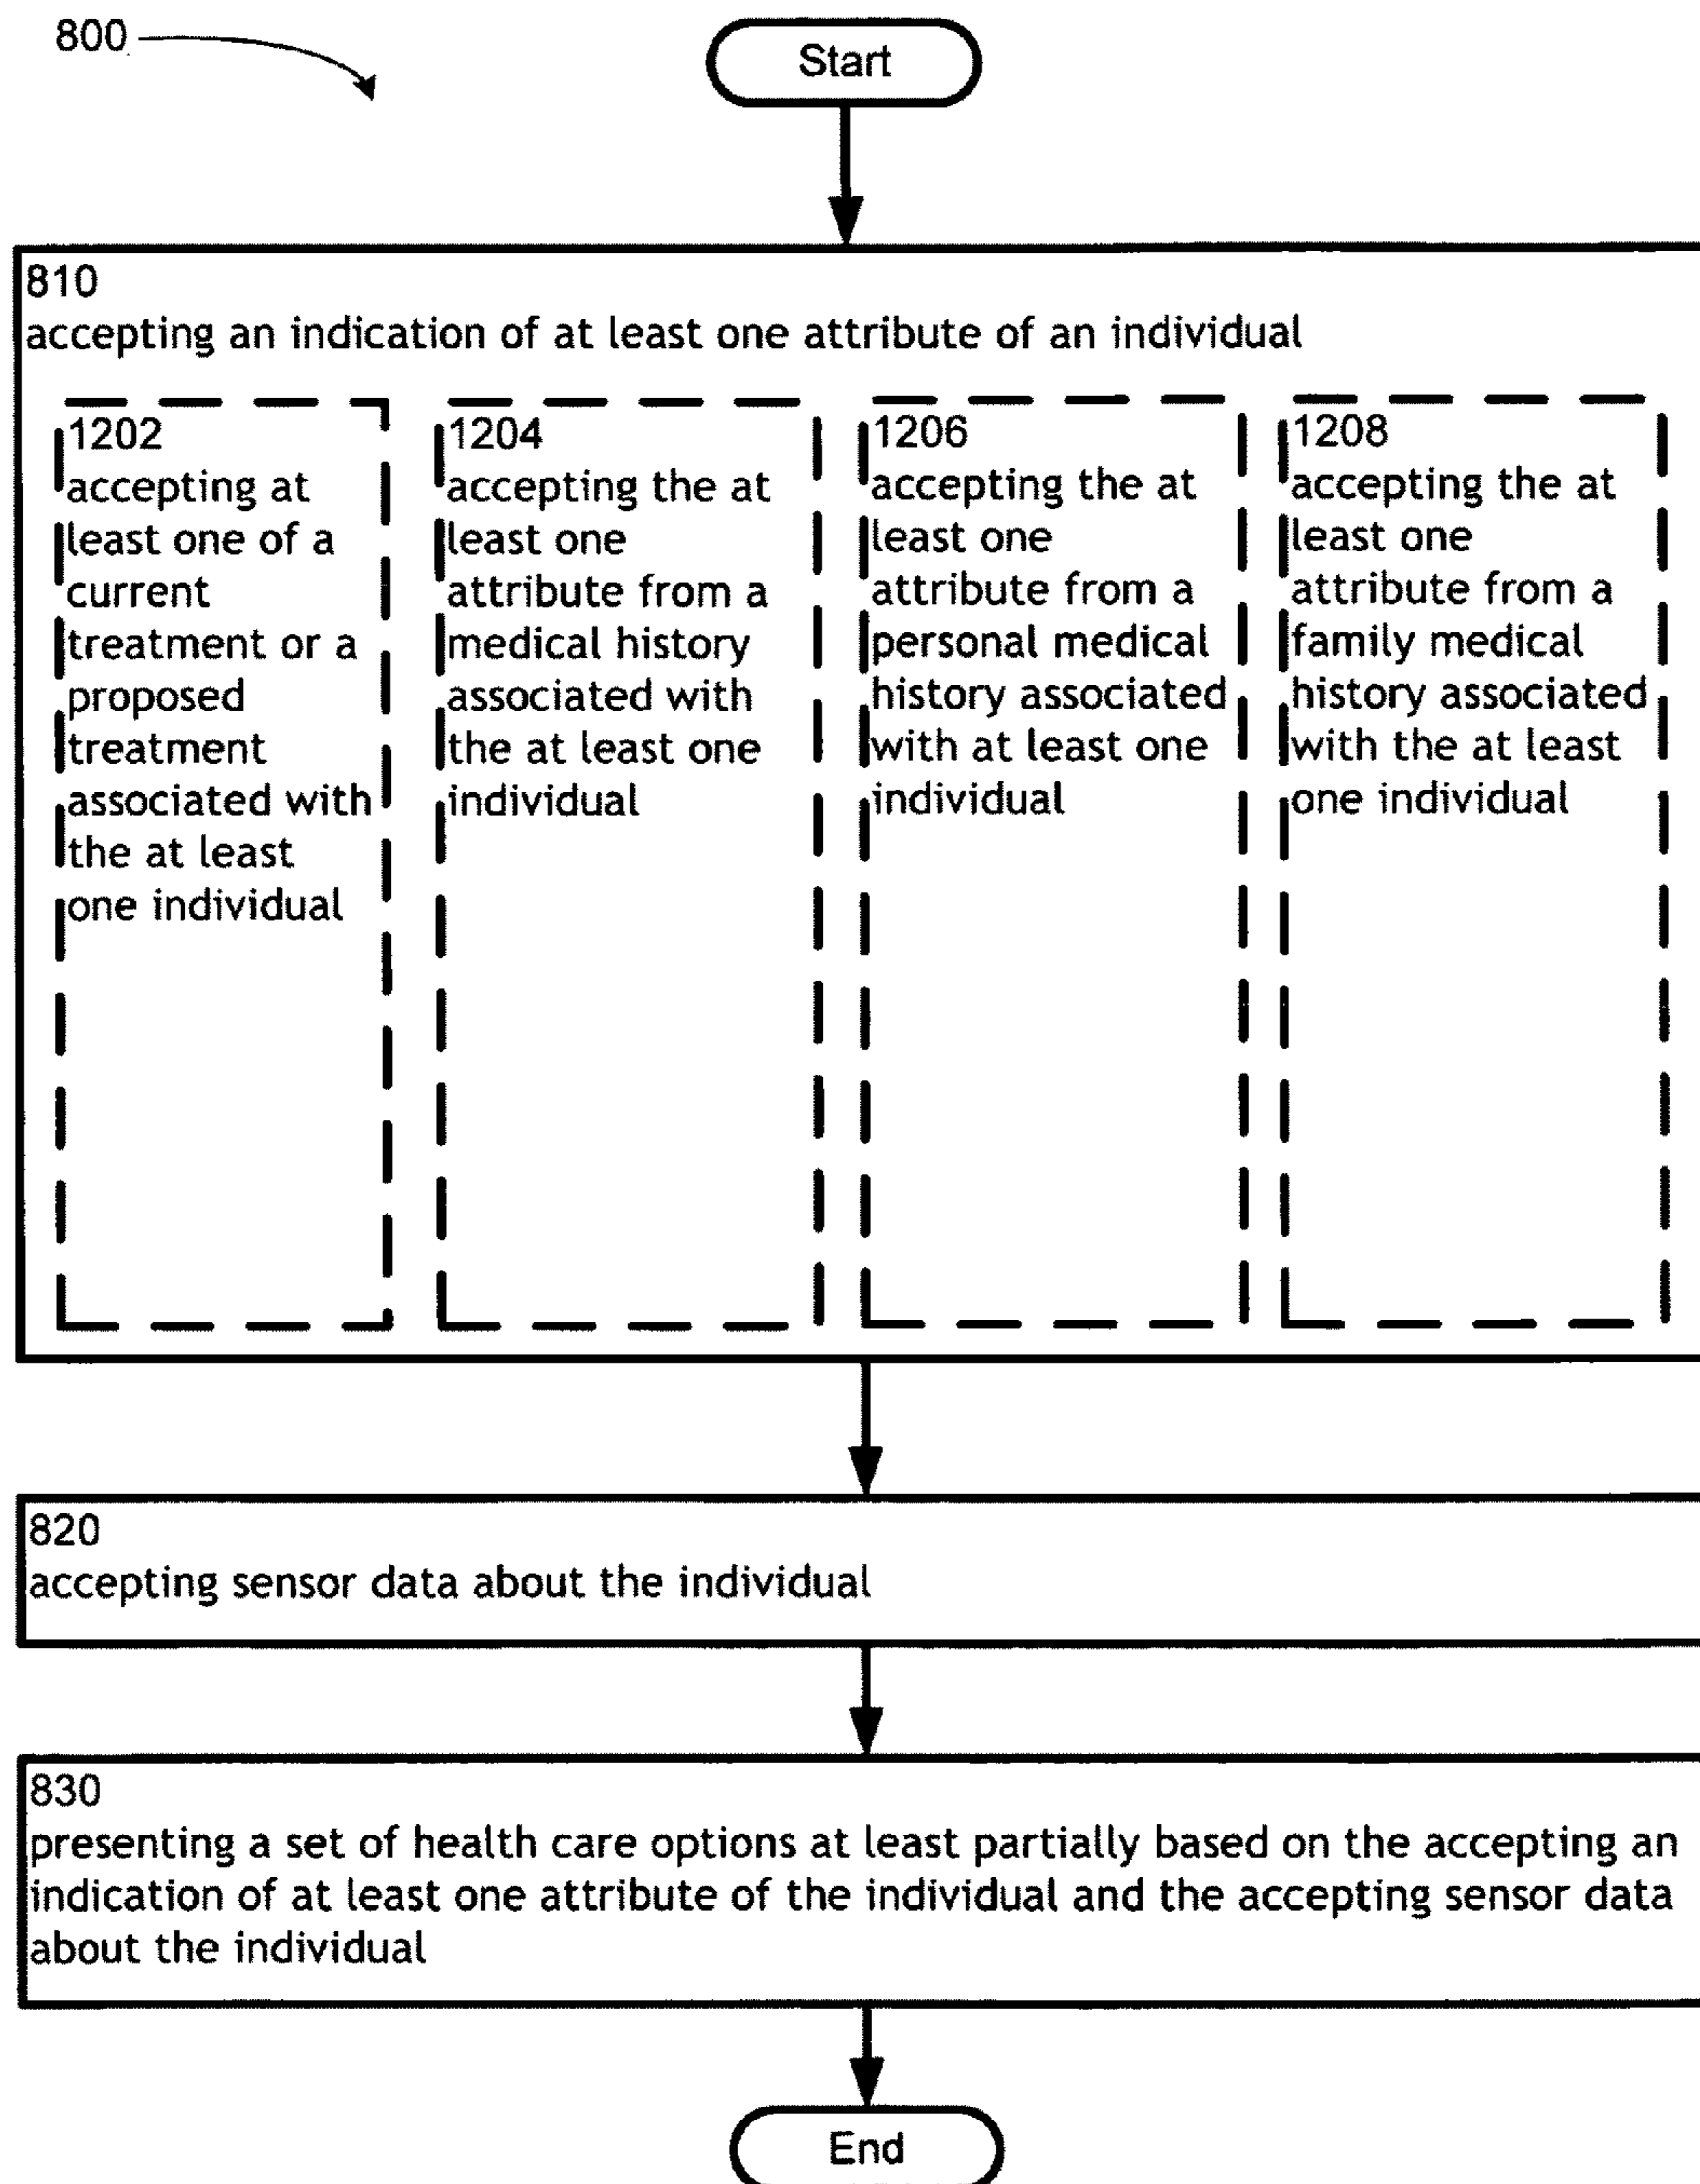 800
Start
810
accepting an indication of at least one attribute of an individual
1202
accepting at
least one of a
current
treatment or a
proposed
treatment
associated with
the at least
one individual
1204
accepting the at
least one
attribute from a
medical history
associated with
the at least one
individual
1206
accepting the at
least one
attribute from a
personal medical
history associated
with at least one
individual
1208
accepting the at
least one
attribute from a
family medical
history associated
with the at least
one individual
820
accepting sensor data about the individual
830
presenting a set of health care options at least partially based on the accepting an
indication of at least one attribute of the individual and the accepting sensor data
about the individual
End